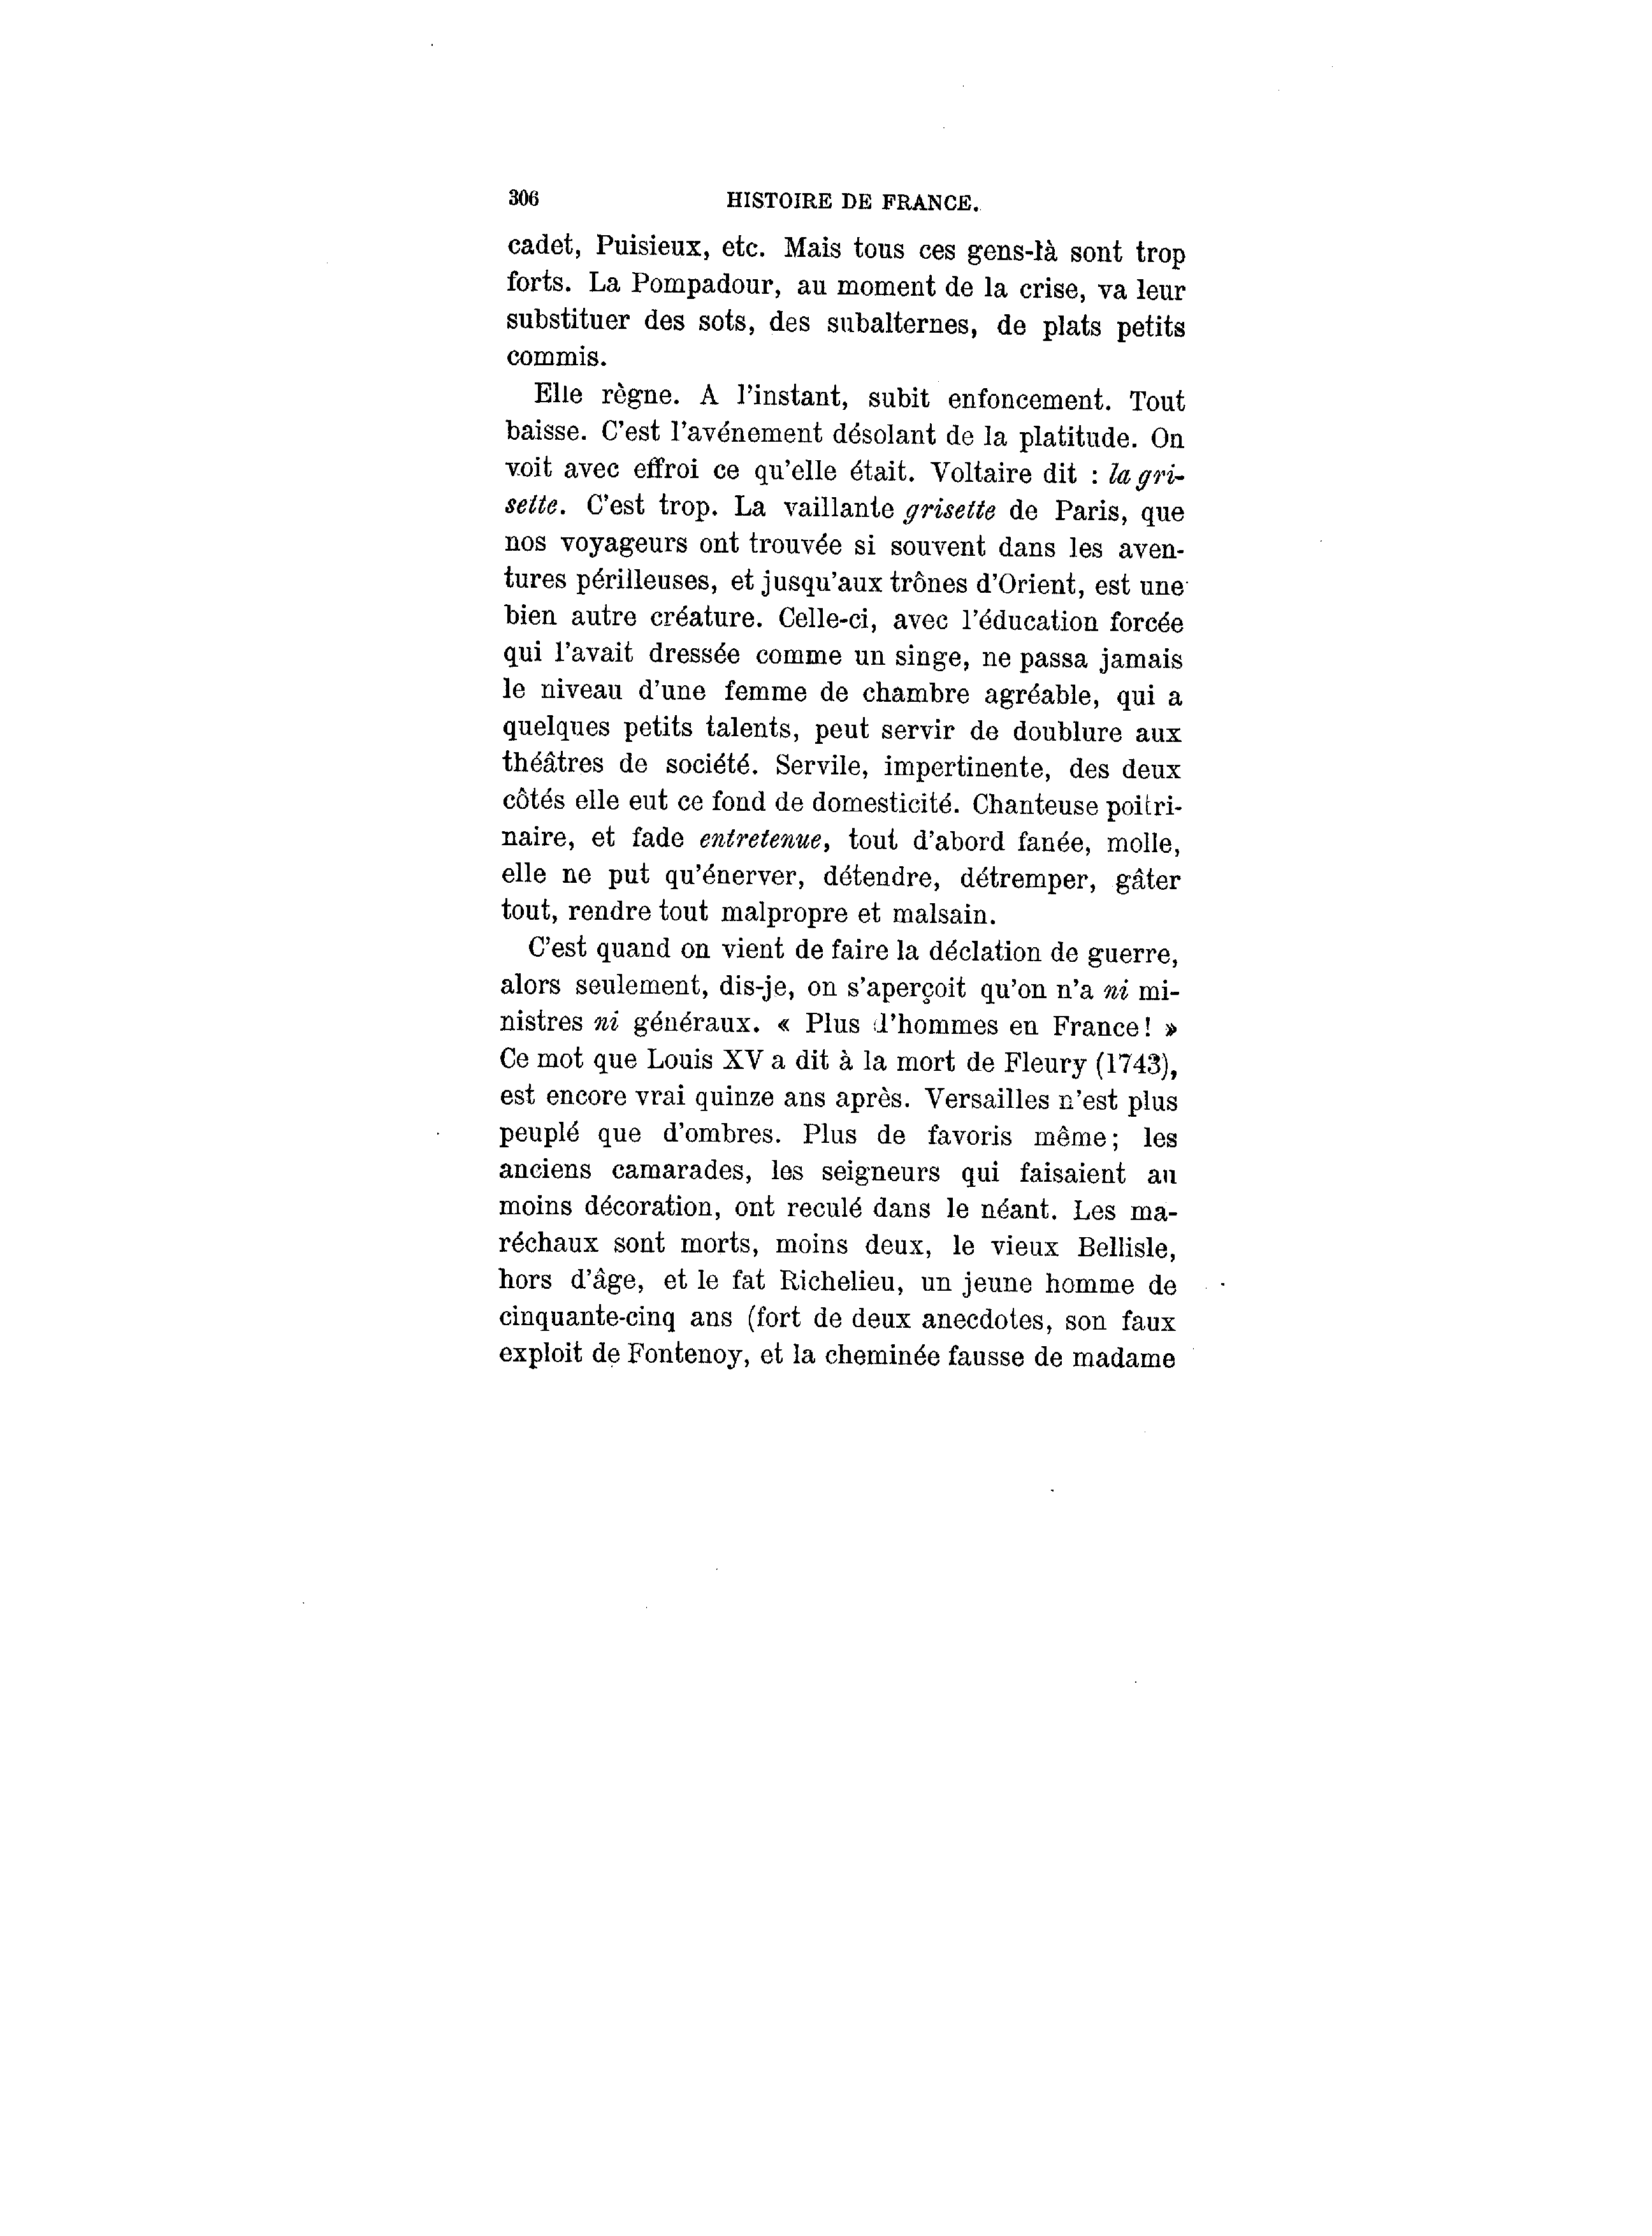 306 HISTOIRE DE FRANCE.
cadet, Puisieux, etc. Mais tous ces gens-là sont trop
forts. La Pompadour, au moment de la crise, va leur
substituer des sots, des subalternes, de plats petits
commis.
Elle règne. A l'instant, subit enfoncement. Tout
baisse. C'est l'avénement désolant de la platitude. On
voit avec effroi ce qu'elle était. Voltaire dit : la gri-
sette. C'est trop. La vaillante grisette de Paris, que
nos voyageurs ont trouvée si souvent dans les aven-
tures périlleuses, et jusqu'aux trônes d'Orient, est une
bien autre créature. Celle-ci, avec l'éducation forcée
qui l'avait dressée comme un singe, ne passa jamais
le niveau d'une femme de chambre agréable, qui a
quelques petits talents, peut servir de doublure aux
théâtres de société. Servile, impertinente, des deux
côtés elle eut ce fond de domesticité. Chanteuse poitri-
naire, et fade entretenue, tout d'abord fanée, molle,
elle ne put qu'énerver, détendre, détremper, gâter
tout, rendre tout malpropre et malsain.
C'est quand on vient de faire la déclation de guerre,
alors seulement, dis-je, on s'aperçoit qu'on n'a ni mi-
nistres ni généraux. « Plus d'hommes en France! »
Ce mot que Louis XV a dit à la mort de Fleury (1743),
est encore vrai quinze ans après. Versailles n'est plus
peuplé que d'ombres. Plus de favoris même; les
anciens camarades, les seigneurs qui faisaient au
moins décoration, ont reculé dans le néant. Les ma-
réchaux sont morts, moins deux, le vieux Bellisle,
hors d'âge, et le fat Richelieu, un jeune homme de
cinquante-cinq ans (fort de deux anecdotes, son faux
exploit de Fontenoy, et la cheminée fausse de madame